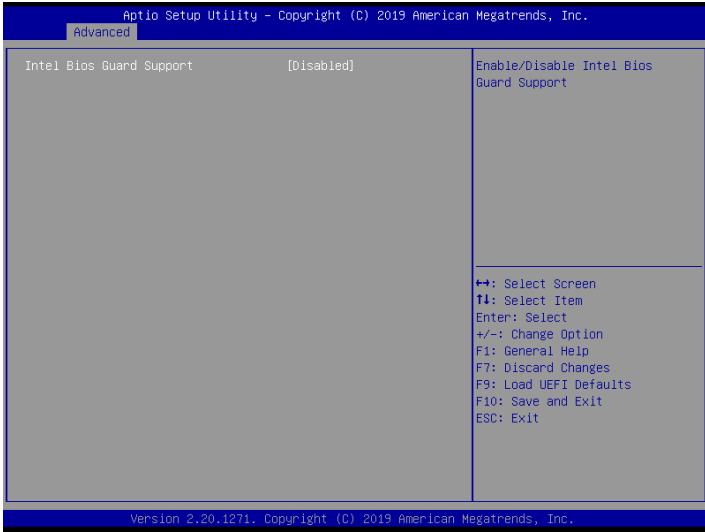 Aptio Setup Utility – Copyright (C) 2019 American Megatrends, Inc.
Advanced
Intel Bios Guard Support [Disabled]
Enable/Disable Intel Bios
Guard Support
↔: Select Screen
↑↓: Select Item
Enter: Select
+/-: Change Option
F1: General Help
F7: Discard Changes
F9: Load UEFI Defaults
F10: Save and Exit
ESC: Exit
Version 2.20.1271. Copyright (C) 2019 American Megatrends, Inc.